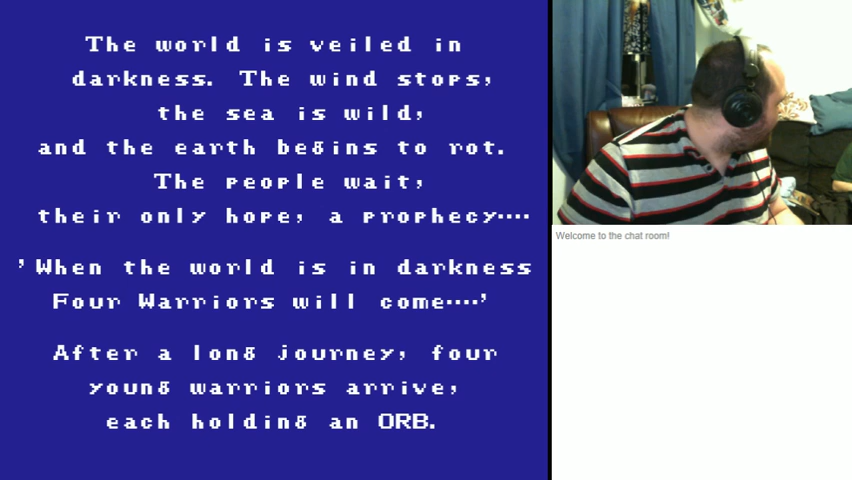 The world is veiled in
darkness. The wind stops,
the sea is wild,
and the earth begins to rot.
The people wait,
their only hope, a prophecy....
'When the world is in darkness
Four Warriors will come....'
After a long journey, four
young warriors arrive,
each holding an ORB.
Welcome to the chat room!